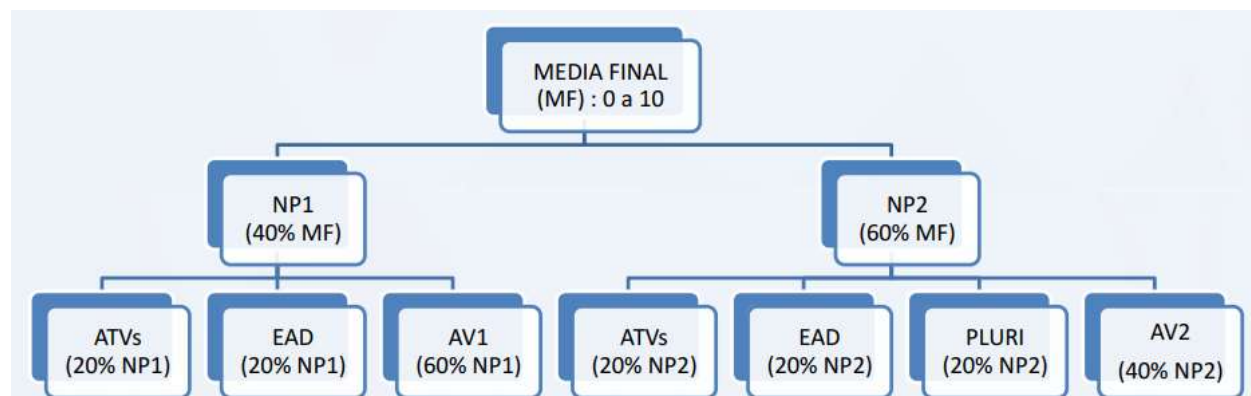 MEDIA FINAL
(MF) : 0 a 10
NP1
(40% MF)
NP2
(60% MF)
ATVs
(20% NP1)
EAD
(20% NP1)
AV1
(60% NP1)
ATVs
(20% NP2)
EAD
(20% NP2)
PLURI
(20% NP2)
AV2
(40% NP2)